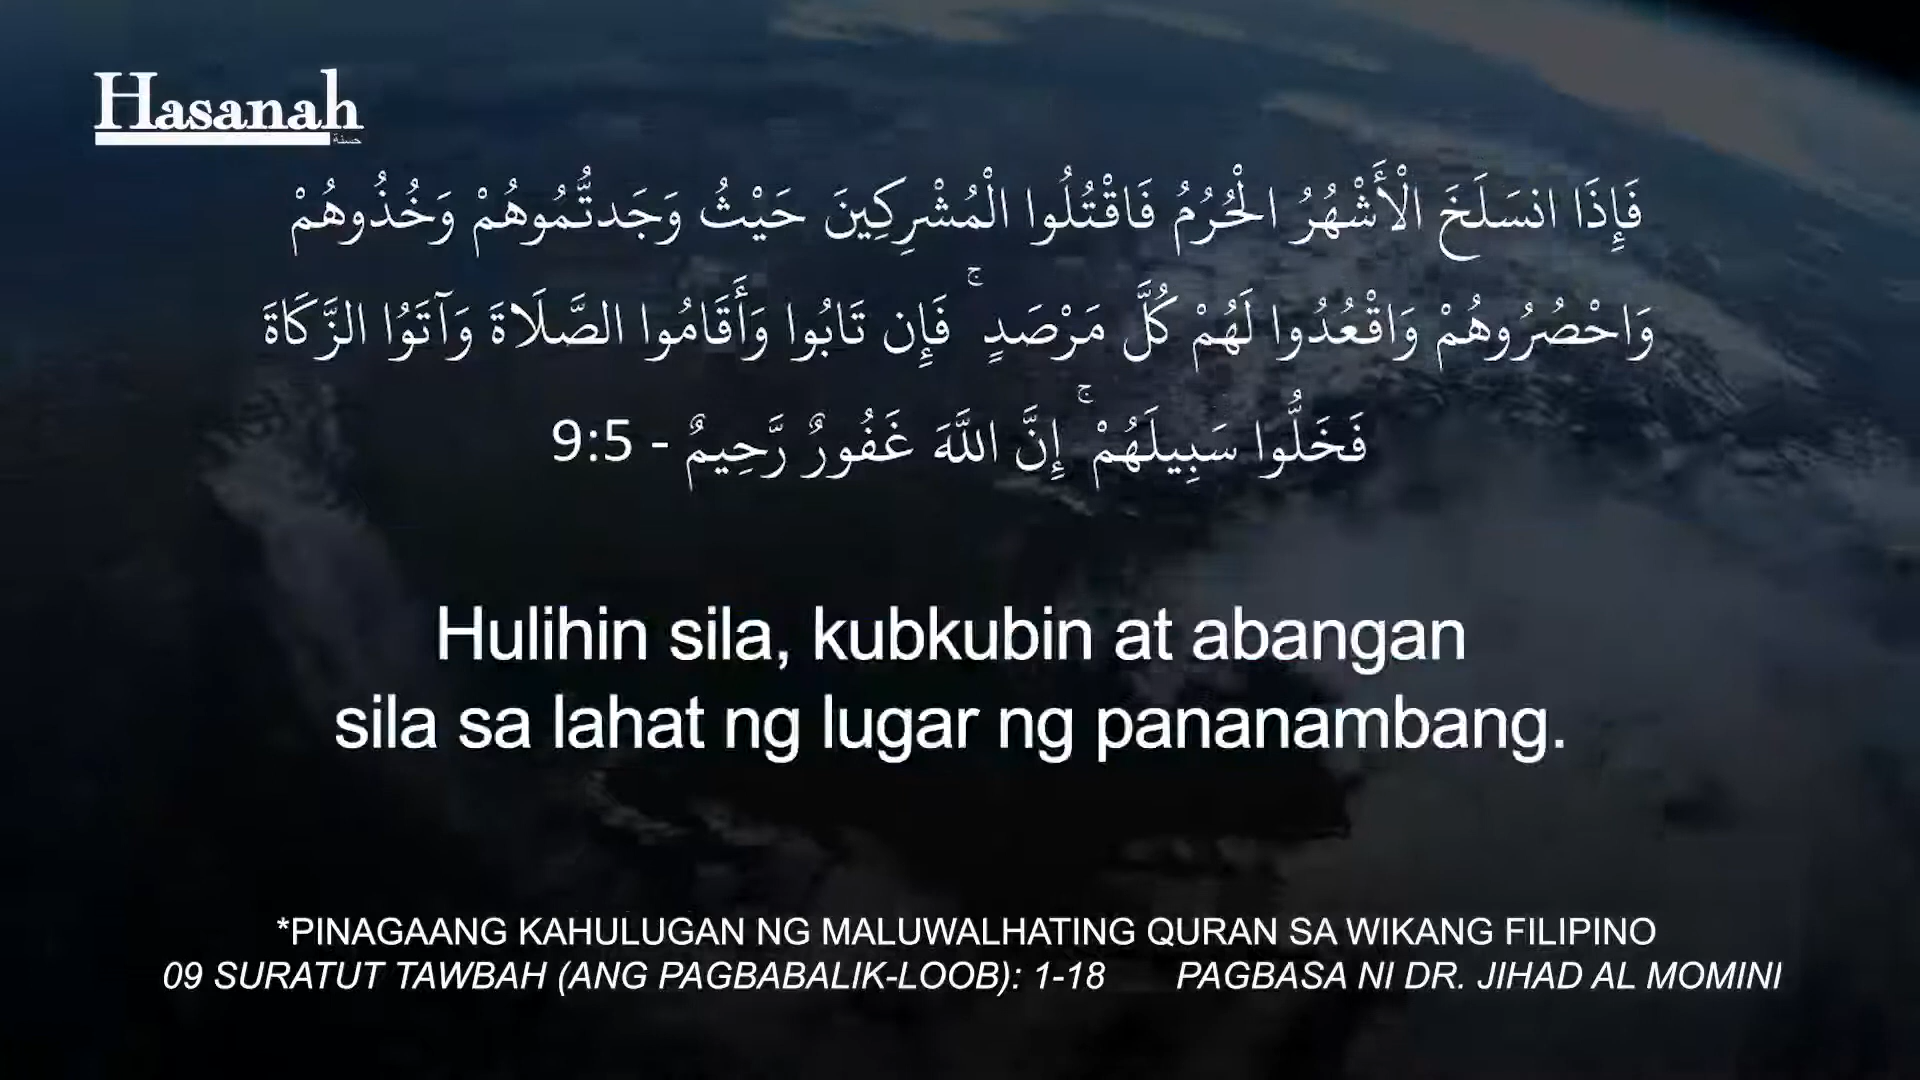 Hasanah
حسنة
فَإِذَا انسَلَخَ الْأَشْهُرُ الْحُرُمُ فَاقْتُلُوا الْمُشْرِكِينَ حَيْثُ وَجَدتُّمُوهُمْ وَخُذُوهُمْ
وَاحْصُرُوهُمْ وَاقْعُدُوا لَهُمْ كُلَّ مَرْصَدٍ ۚ فَإِن تَابُوا وَأَقَامُوا الصَّلَاةَ وَآتَوُا الزَّكَاةَ
فَخَلُّوا سَبِيلَهُمْ ۚ إِنَّ اللَّهَ غَفُورٌ رَّحِيمٌ - 9:5
Hulihin sila, kubkubin at abangan
sila sa lahat ng lugar ng pananambang.
*PINAGAANG KAHULUGAN NG MALUWALHATING QURAN SA WIKANG FILIPINO
09 SURATUT TAWBAH (ANG PAGBABALIK-LOOB): 1-18 PAGBASA NI DR. JIHAD AL MOMINI